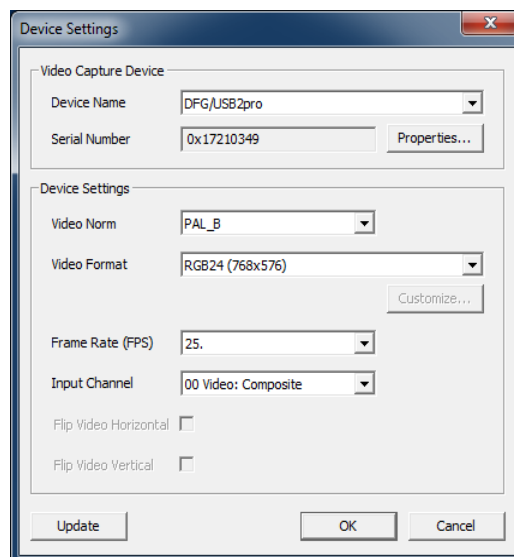 Device Settings
Video Capture Device
Device Name DFG/USB2pro
Serial Number 0x17210349 Properties...
Device Settings
Video Norm PAL_B
Video Format RGB24 (768x576)
Customize...
Frame Rate (FPS) 25.
Input Channel 00 Video: Composite
Flip Video Horizontal
Flip Video Vertical
Update OK Cancel